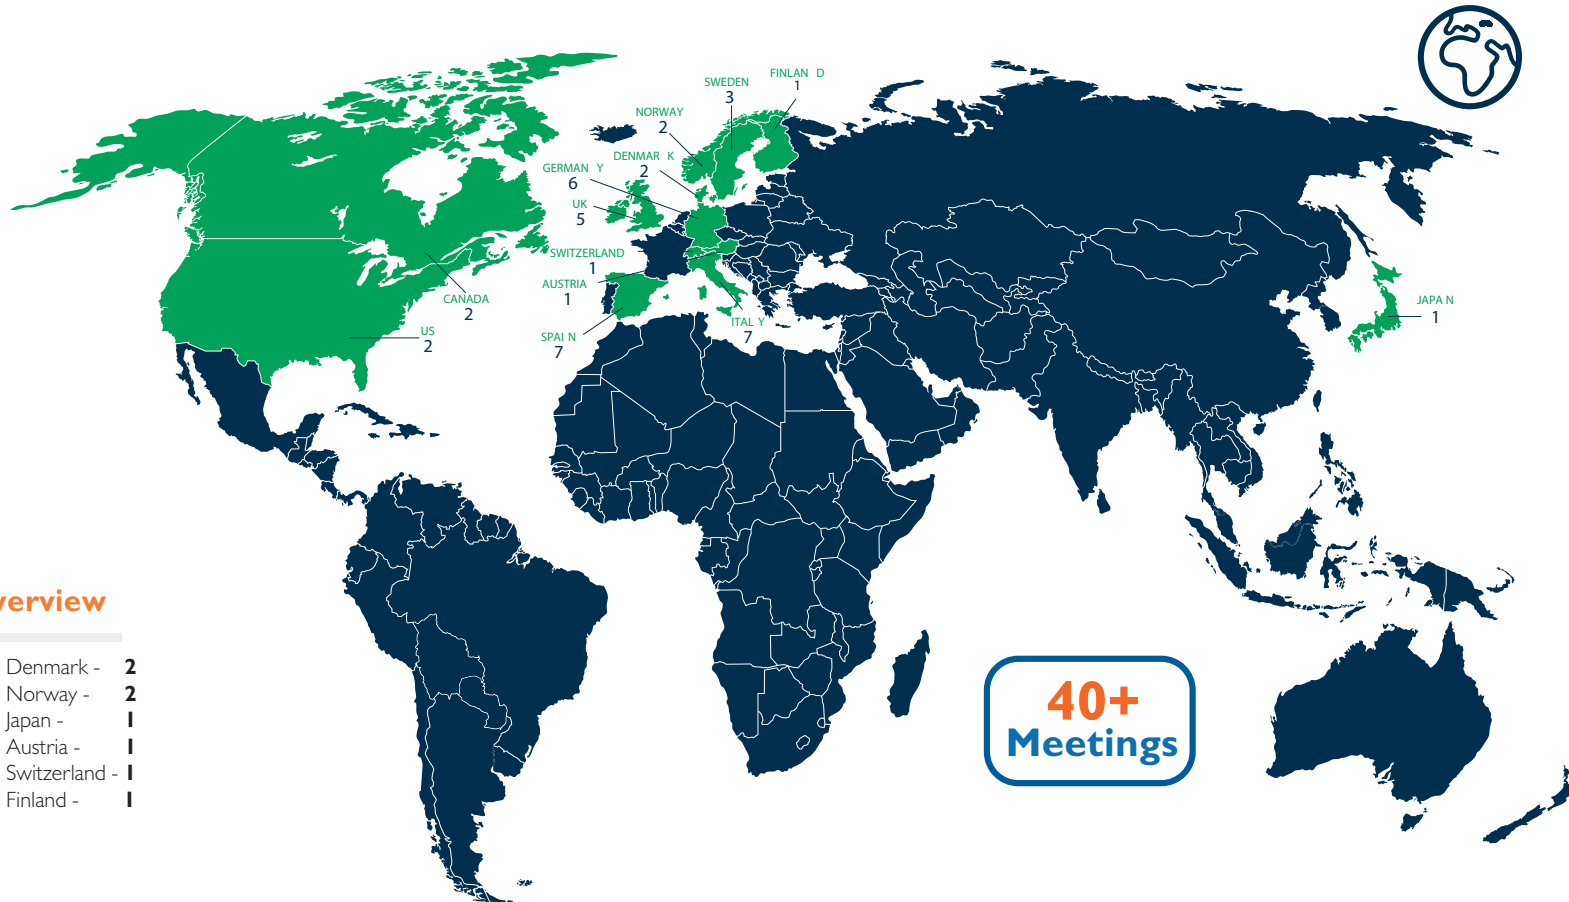 FINLAN D
1
SWEDEN
3
NORWAY
2
DENMAR K
2
GERMAN Y
6
UK
5
SWITZERLAND
1
AUSTRIA
1
SPAI N
7
ITAL Y
7
CANADA
2
US
2
JAPA N
1
verview
Denmark - 2
Norway - 2
Japan - 1
Austria - 1
Switzerland - 1
Finland - 1
40+
Meetings